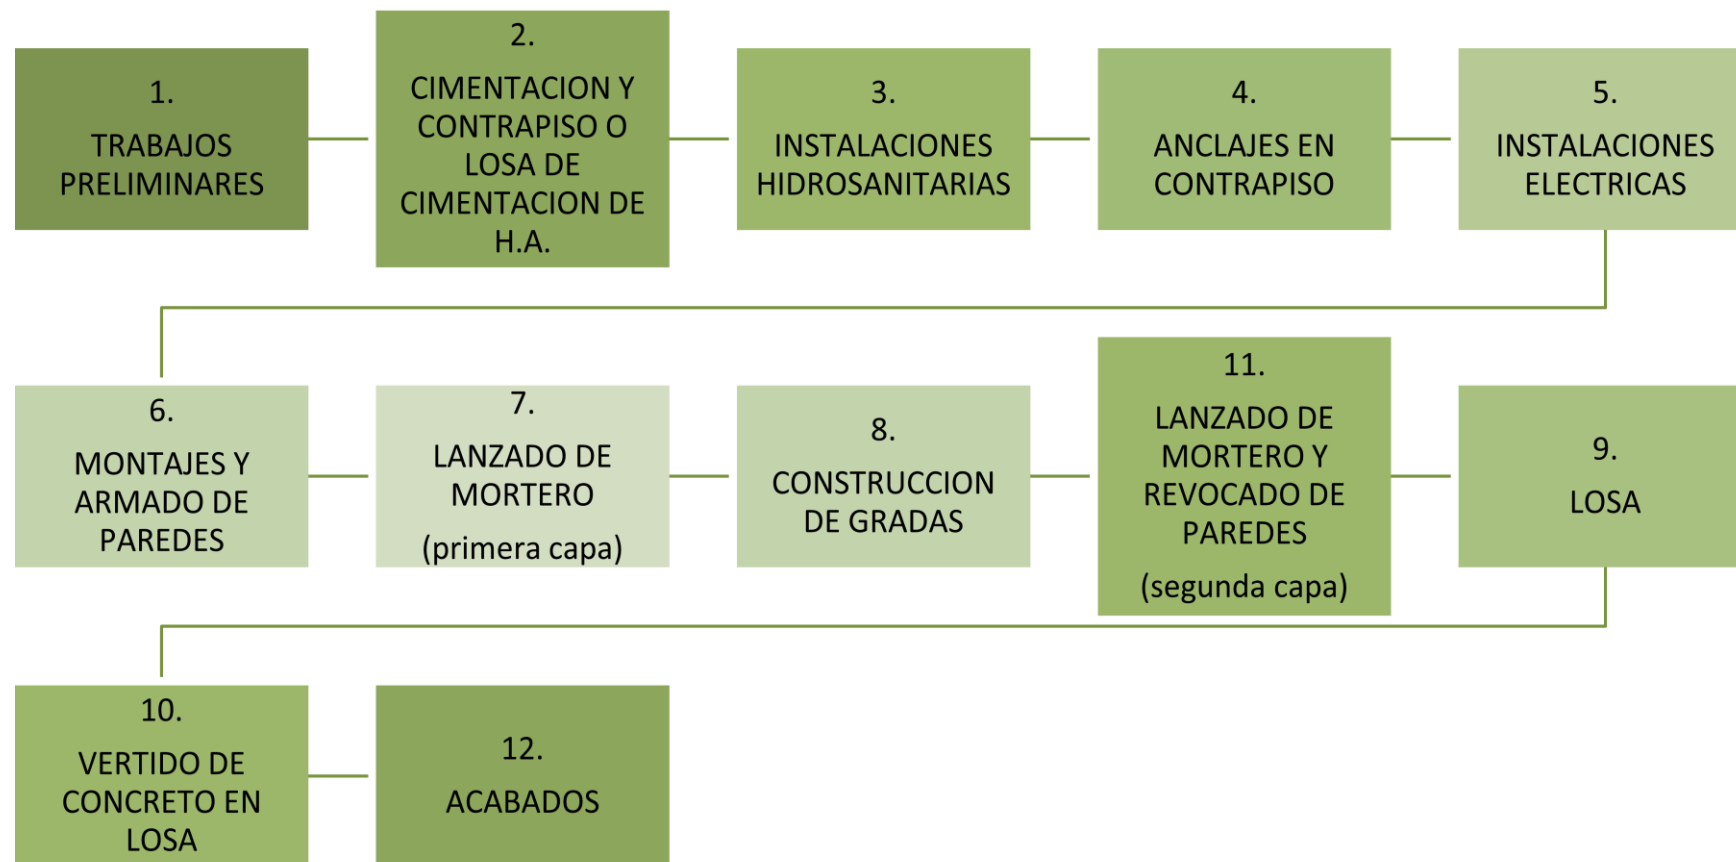 1.
TRABAJOS
PRELIMINARES
2.
CIMENTACION Y
CONTRAPISO O
LOSA DE
CIMENTACION DE
H.A.
3.
INSTALACIONES
HIDROSANITARIAS
4.
ANCLAJES EN
CONTRAPISO
5.
INSTALACIONES
ELECTRICAS
6.
MONTAJES Y
ARMADO DE
PAREDES
7.
LANZADO DE
MORTERO
(primera capa)
8.
CONSTRUCCION
DE GRADAS
11.
LANZADO DE
MORTERO Y
REVOCADO DE
PAREDES
(segunda capa)
9.
LOSA
10.
VERTIDO DE
CONCRETO EN
LOSA
12.
ACABADOS